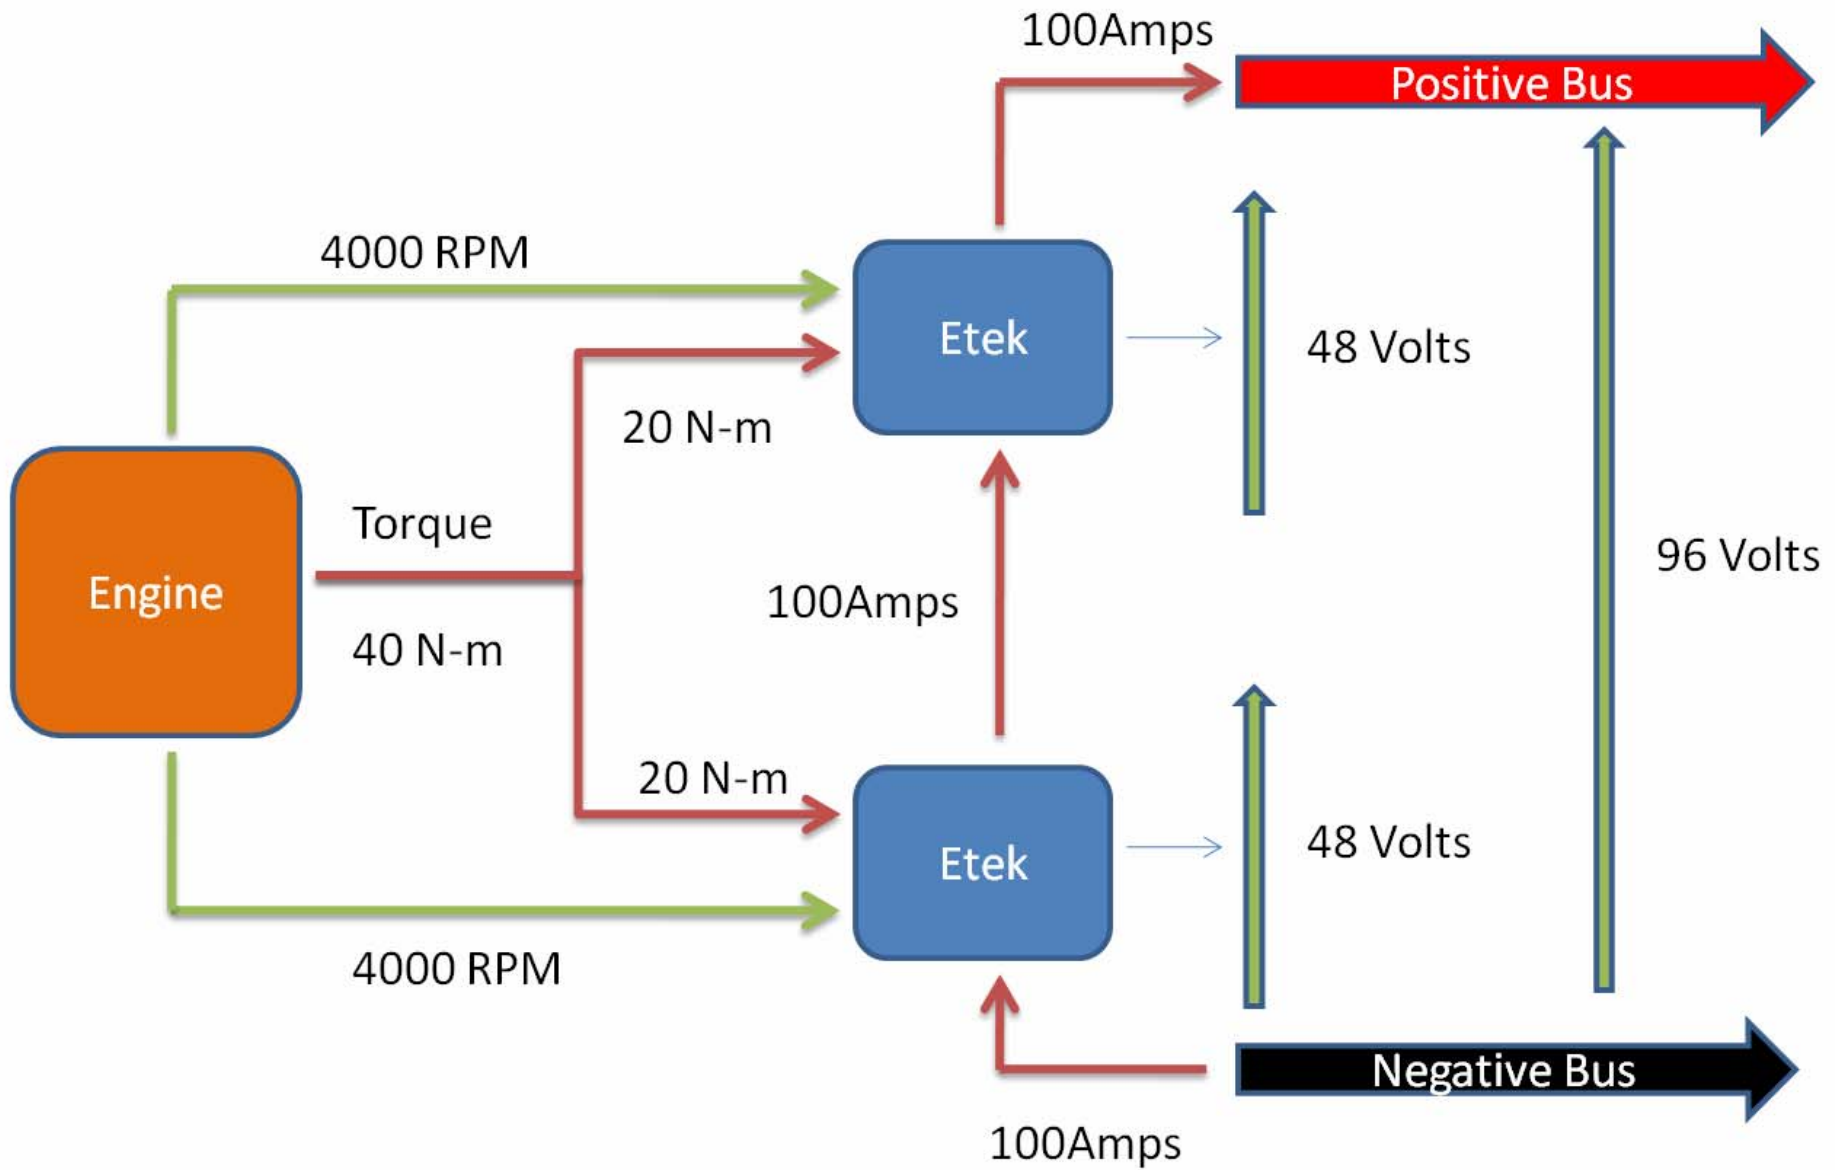 100Amps
Positive Bus
4000 RPM
Etek
48 Volts
20 N-m
Torque
Engine
40 N-m
100Amps
96 Volts
20 N-m
Etek
48 Volts
4000 RPM
Negative Bus
100Amps